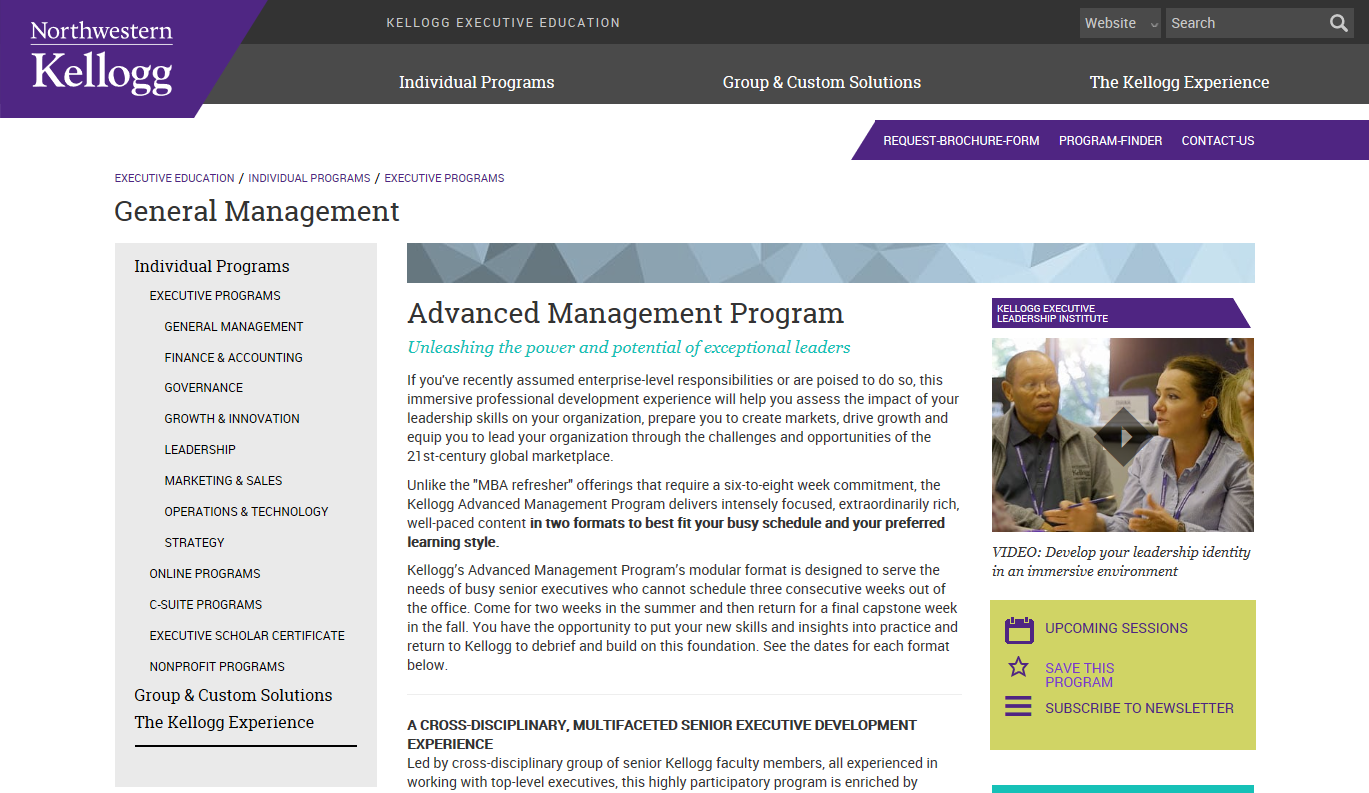 Northwestern
Kellogg
KELLOGG EXECUTIVE EDUCATION
Website
Search
Individual Programs
Group & Custom Solutions
The Kellogg Experience
REQUEST-BROCHURE-FORM
PROGRAM-FINDER
CONTACT-US
EXECUTIVE EDUCATION / INDIVIDUAL PROGRAMS / EXECUTIVE PROGRAMS
General Management
Individual Programs
EXECUTIVE PROGRAMS
GENERAL MANAGEMENT
FINANCE & ACCOUNTING
GOVERNANCE
GROWTH & INNOVATION
LEADERSHIP
MARKETING & SALES
OPERATIONS & TECHNOLOGY
STRATEGY
ONLINE PROGRAMS
C-SUITE PROGRAMS
EXECUTIVE SCHOLAR CERTIFICATE
NONPROFIT PROGRAMS
Group & Custom Solutions
The Kellogg Experience
Advanced Management Program
Unleashing the power and potential of exceptional leaders
If you've recently assumed enterprise-level responsibilities or are poised to do so, this
immersive professional development experience will help you assess the impact of your
leadership skills on your organization, prepare you to create markets, drive growth and
equip you to lead your organization through the challenges and opportunities of the
21st-century global marketplace.
Unlike the "MBA refresher" offerings that require a six-to-eight week commitment, the
Kellogg Advanced Management Program delivers intensely focused, extraordinarily rich,
well-paced content in two formats to best fit your busy schedule and your preferred
learning style.
Kellogg’s Advanced Management Program’s modular format is designed to serve the
needs of busy senior executives who cannot schedule three consecutive weeks out of
the office. Come for two weeks in the summer and then return for a final capstone week
in the fall. You have the opportunity to put your new skills and insights into practice and
return to Kellogg to debrief and build on this foundation. See the dates for each format
below.
A CROSS-DISCIPLINARY, MULTIFACETED SENIOR EXECUTIVE DEVELOPMENT
EXPERIENCE
Led by cross-disciplinary group of senior Kellogg faculty members, all experienced in
working with top-level executives, this highly participatory program is enriched by
KELLOGG EXECUTIVE
LEADERSHIP INSTITUTE
VIDEO: Develop your leadership identity
in an immersive environment
UPCOMING SESSIONS
SAVE THIS
PROGRAM
SUBSCRIBE TO NEWSLETTER